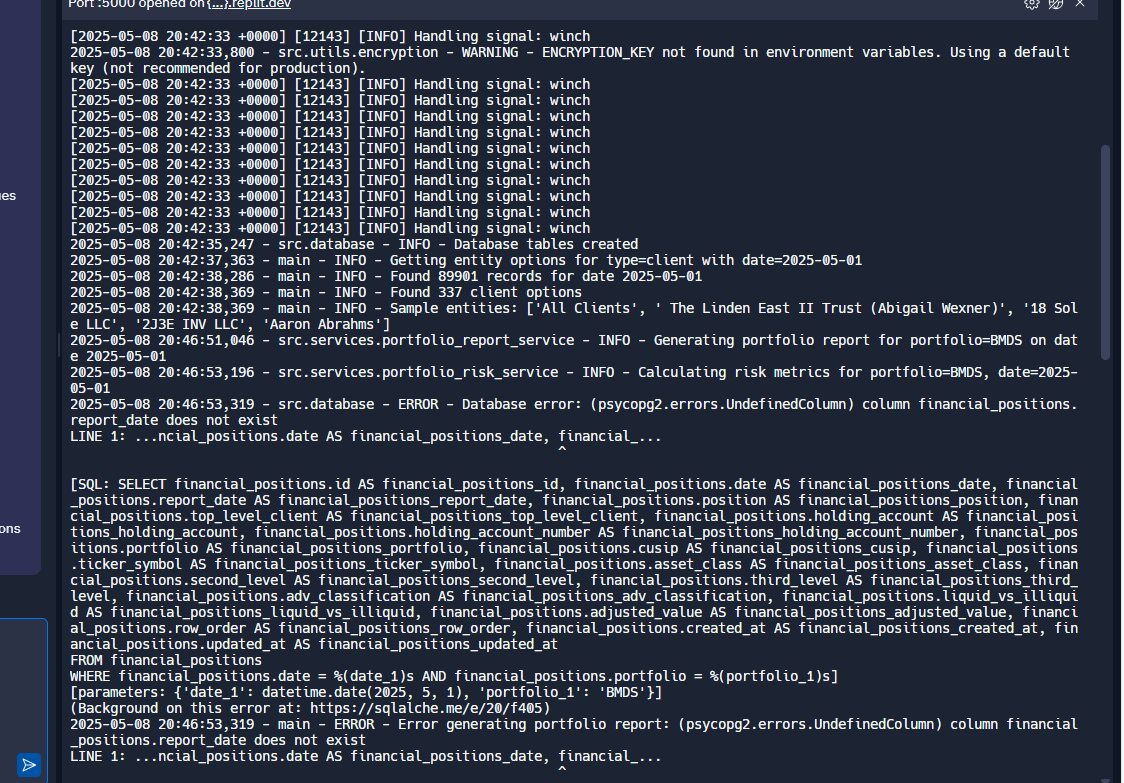 Port :5000 opened on {...}.replit.dev
[2025-05-08 20:42:33 +0000] [12143] [INFO] Handling signal: winch
2025-05-08 20:42:33,800 - src.utils.encryption - WARNING - ENCRYPTION_KEY not found in environment variables. Using a default
key (not recommended for production).
[2025-05-08 20:42:33 +0000] [12143] [INFO] Handling signal: winch
[2025-05-08 20:42:33 +0000] [12143] [INFO] Handling signal: winch
[2025-05-08 20:42:33 +0000] [12143] [INFO] Handling signal: winch
[2025-05-08 20:42:33 +0000] [12143] [INFO] Handling signal: winch
[2025-05-08 20:42:33 +0000] [12143] [INFO] Handling signal: winch
[2025-05-08 20:42:33 +0000] [12143] [INFO] Handling signal: winch
[2025-05-08 20:42:33 +0000] [12143] [INFO] Handling signal: winch
[2025-05-08 20:42:33 +0000] [12143] [INFO] Handling signal: winch
[2025-05-08 20:42:33 +0000] [12143] [INFO] Handling signal: winch
[2025-05-08 20:42:33 +0000] [12143] [INFO] Handling signal: winch
2025-05-08 20:42:35,247 - src.database - INFO - Database tables created
2025-05-08 20:42:37,363 - main - INFO - Getting entity options for type=client with date=2025-05-01
2025-05-08 20:42:38,286 - main - INFO - Found 89901 records for date 2025-05-01
2025-05-08 20:42:38,369 - main - INFO - Found 337 client options
2025-05-08 20:42:38,369 - main - INFO - Sample entities: ['All Clients', ' The Linden East II Trust (Abigail Wexner)', '18 Sol
e LLC', '2J3E INV LLC', 'Aaron Abrahms']
2025-05-08 20:46:51,046 - src.services.portfolio_report_service - INFO - Generating portfolio report for portfolio=BMDS on dat
e 2025-05-01
2025-05-08 20:46:53,196 - src.services.portfolio_risk_service - INFO - Calculating risk metrics for portfolio=BMDS, date=2025-
05-01
2025-05-08 20:46:53,319 - src.database - ERROR - Database error: (psycopg2.errors.UndefinedColumn) column financial_positions.
report_date does not exist
LINE 1: ...ncial_positions.date AS financial_positions_date, financial_...
^
[SQL: SELECT financial_positions.id AS financial_positions_id, financial_positions.date AS financial_positions_date, financial
_positions.report_date AS financial_positions_report_date, financial_positions.position AS financial_positions_position, finan
cial_positions.top_level_client AS financial_positions_top_level_client, financial_positions.holding_account AS financial_posi
tions_holding_account, financial_positions.holding_account_number AS financial_positions_holding_account_number, financial_pos
itions.portfolio AS financial_positions_portfolio, financial_positions.cusip AS financial_positions_cusip, financial_positions
.ticker_symbol AS financial_positions_ticker_symbol, financial_positions.asset_class AS financial_positions_asset_class, finan
cial_positions.second_level AS financial_positions_second_level, financial_positions.third_level AS financial_positions_third_
level, financial_positions.adv_classification AS financial_positions_adv_classification, financial_positions.liquid_vs_illiqui
d AS financial_positions_liquid_vs_illiquid, financial_positions.adjusted_value AS financial_positions_adjusted_value, financi
al_positions.row_order AS financial_positions_row_order, financial_positions.created_at AS financial_positions_created_at, fin
ancial_positions.updated_at AS financial_positions_updated_at
FROM financial_positions
WHERE financial_positions.date = %(date_1)s AND financial_positions.portfolio = %(portfolio_1)s]
[parameters: {'date_1': datetime.date(2025, 5, 1), 'portfolio_1': 'BMDS'}]
(Background on this error at: https://sqlalche.me/e/20/f405)
2025-05-08 20:46:53,319 - main - ERROR - Error generating portfolio report: (psycopg2.errors.UndefinedColumn) column financial
_positions.report_date does not exist
LINE 1: ...ncial_positions.date AS financial_positions_date, financial_...
^
ues
ons